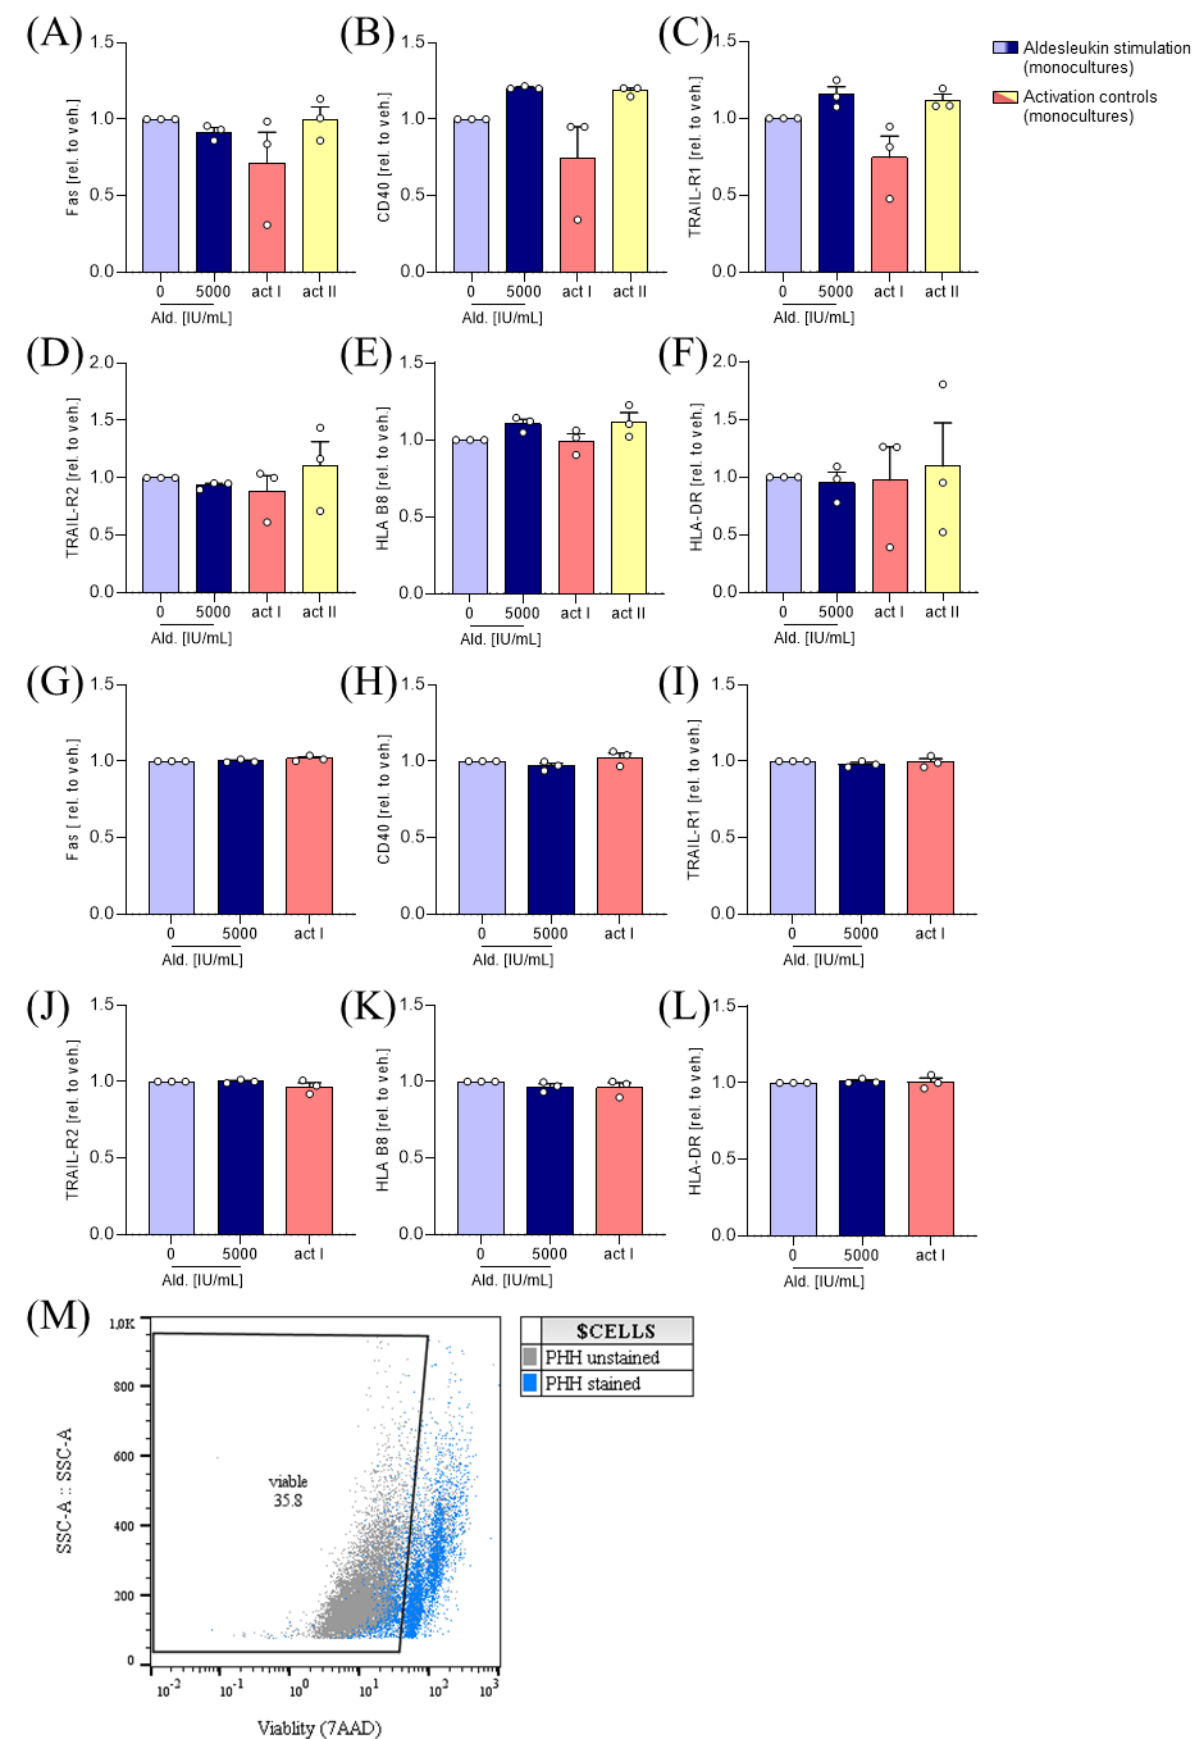 (A)
Fas [rel. to veh.]
1.5
1.0
0.5
0.0
0 5000 act I act II
Ald. [IU/mL]
(B)
CD40 [rel. to veh.]
1.5
1.0
0.5
0.0
0 5000 act I act II
Ald. [IU/mL]
(C)
TRAIL-R1 [rel. to veh.]
1.5
1.0
0.5
0.0
0 5000 act I act II
Ald. [IU/mL]
Aldesleukin stimulation
(monocultures)
Activation controls
(monocultures)
(D)
TRAIL-R2 [rel. to veh.]
2.0
1.5
1.0
0.5
0.0
0 5000 act I act II
Ald. [IU/mL]
(E)
HLA B8 [rel. to veh.]
1.5
1.0
0.5
0.0
0 5000 act I act II
Ald. [IU/mL]
(F)
HLA-DR [rel. to veh.]
2.0
1.5
1.0
0.5
0.0
0 5000 act I act II
Ald. [IU/mL]
(G)
Fas [ rel. to veh.]
1.5
1.0
0.5
0.0
0 5000 act I
Ald. [IU/mL]
(H)
CD40 [rel. to veh.]
1.5
1.0
0.5
0.0
0 5000 act I
Ald. [IU/mL]
(I)
TRAIL-R1 [rel. to veh.]
1.5
1.0
0.5
0.0
0 5000 act I
Ald. [IU/mL]
(J)
TRAIL-R2 [rel. to veh.]
1.5
1.0
0.5
0.0
0 5000 act I
Ald. [IU/mL]
(K)
HLA B8 [rel. to veh.]
1.5
1.0
0.5
0.0
0 5000 act I
Ald. [IU/mL]
(L)
HLA-DR [rel. to veh.]
1.5
1.0
0.5
0.0
0 5000 act I
Ald. [IU/mL]
(M)
SSC-A :: SSC-A
1,0K
800
600
400
200
0
viable
35.8
10-2 10-1 100 101 102 103
Viablity (7AAD)
$CELLS
PHH unstained
PHH stained